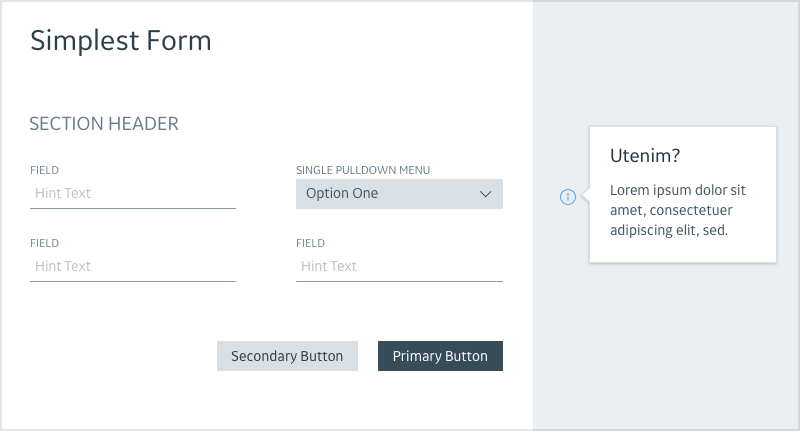 Simplest Form
SECTION HEADER
FIELD
Hint Text
SINGLE PULLDOWN MENU
Option One
FIELD
Hint Text
FIELD
Hint Text
Secondary Button
Primary Button
Utenim?
Lorem ipsum dolor sit
amet, consectetuer
adipiscing elit, sed.